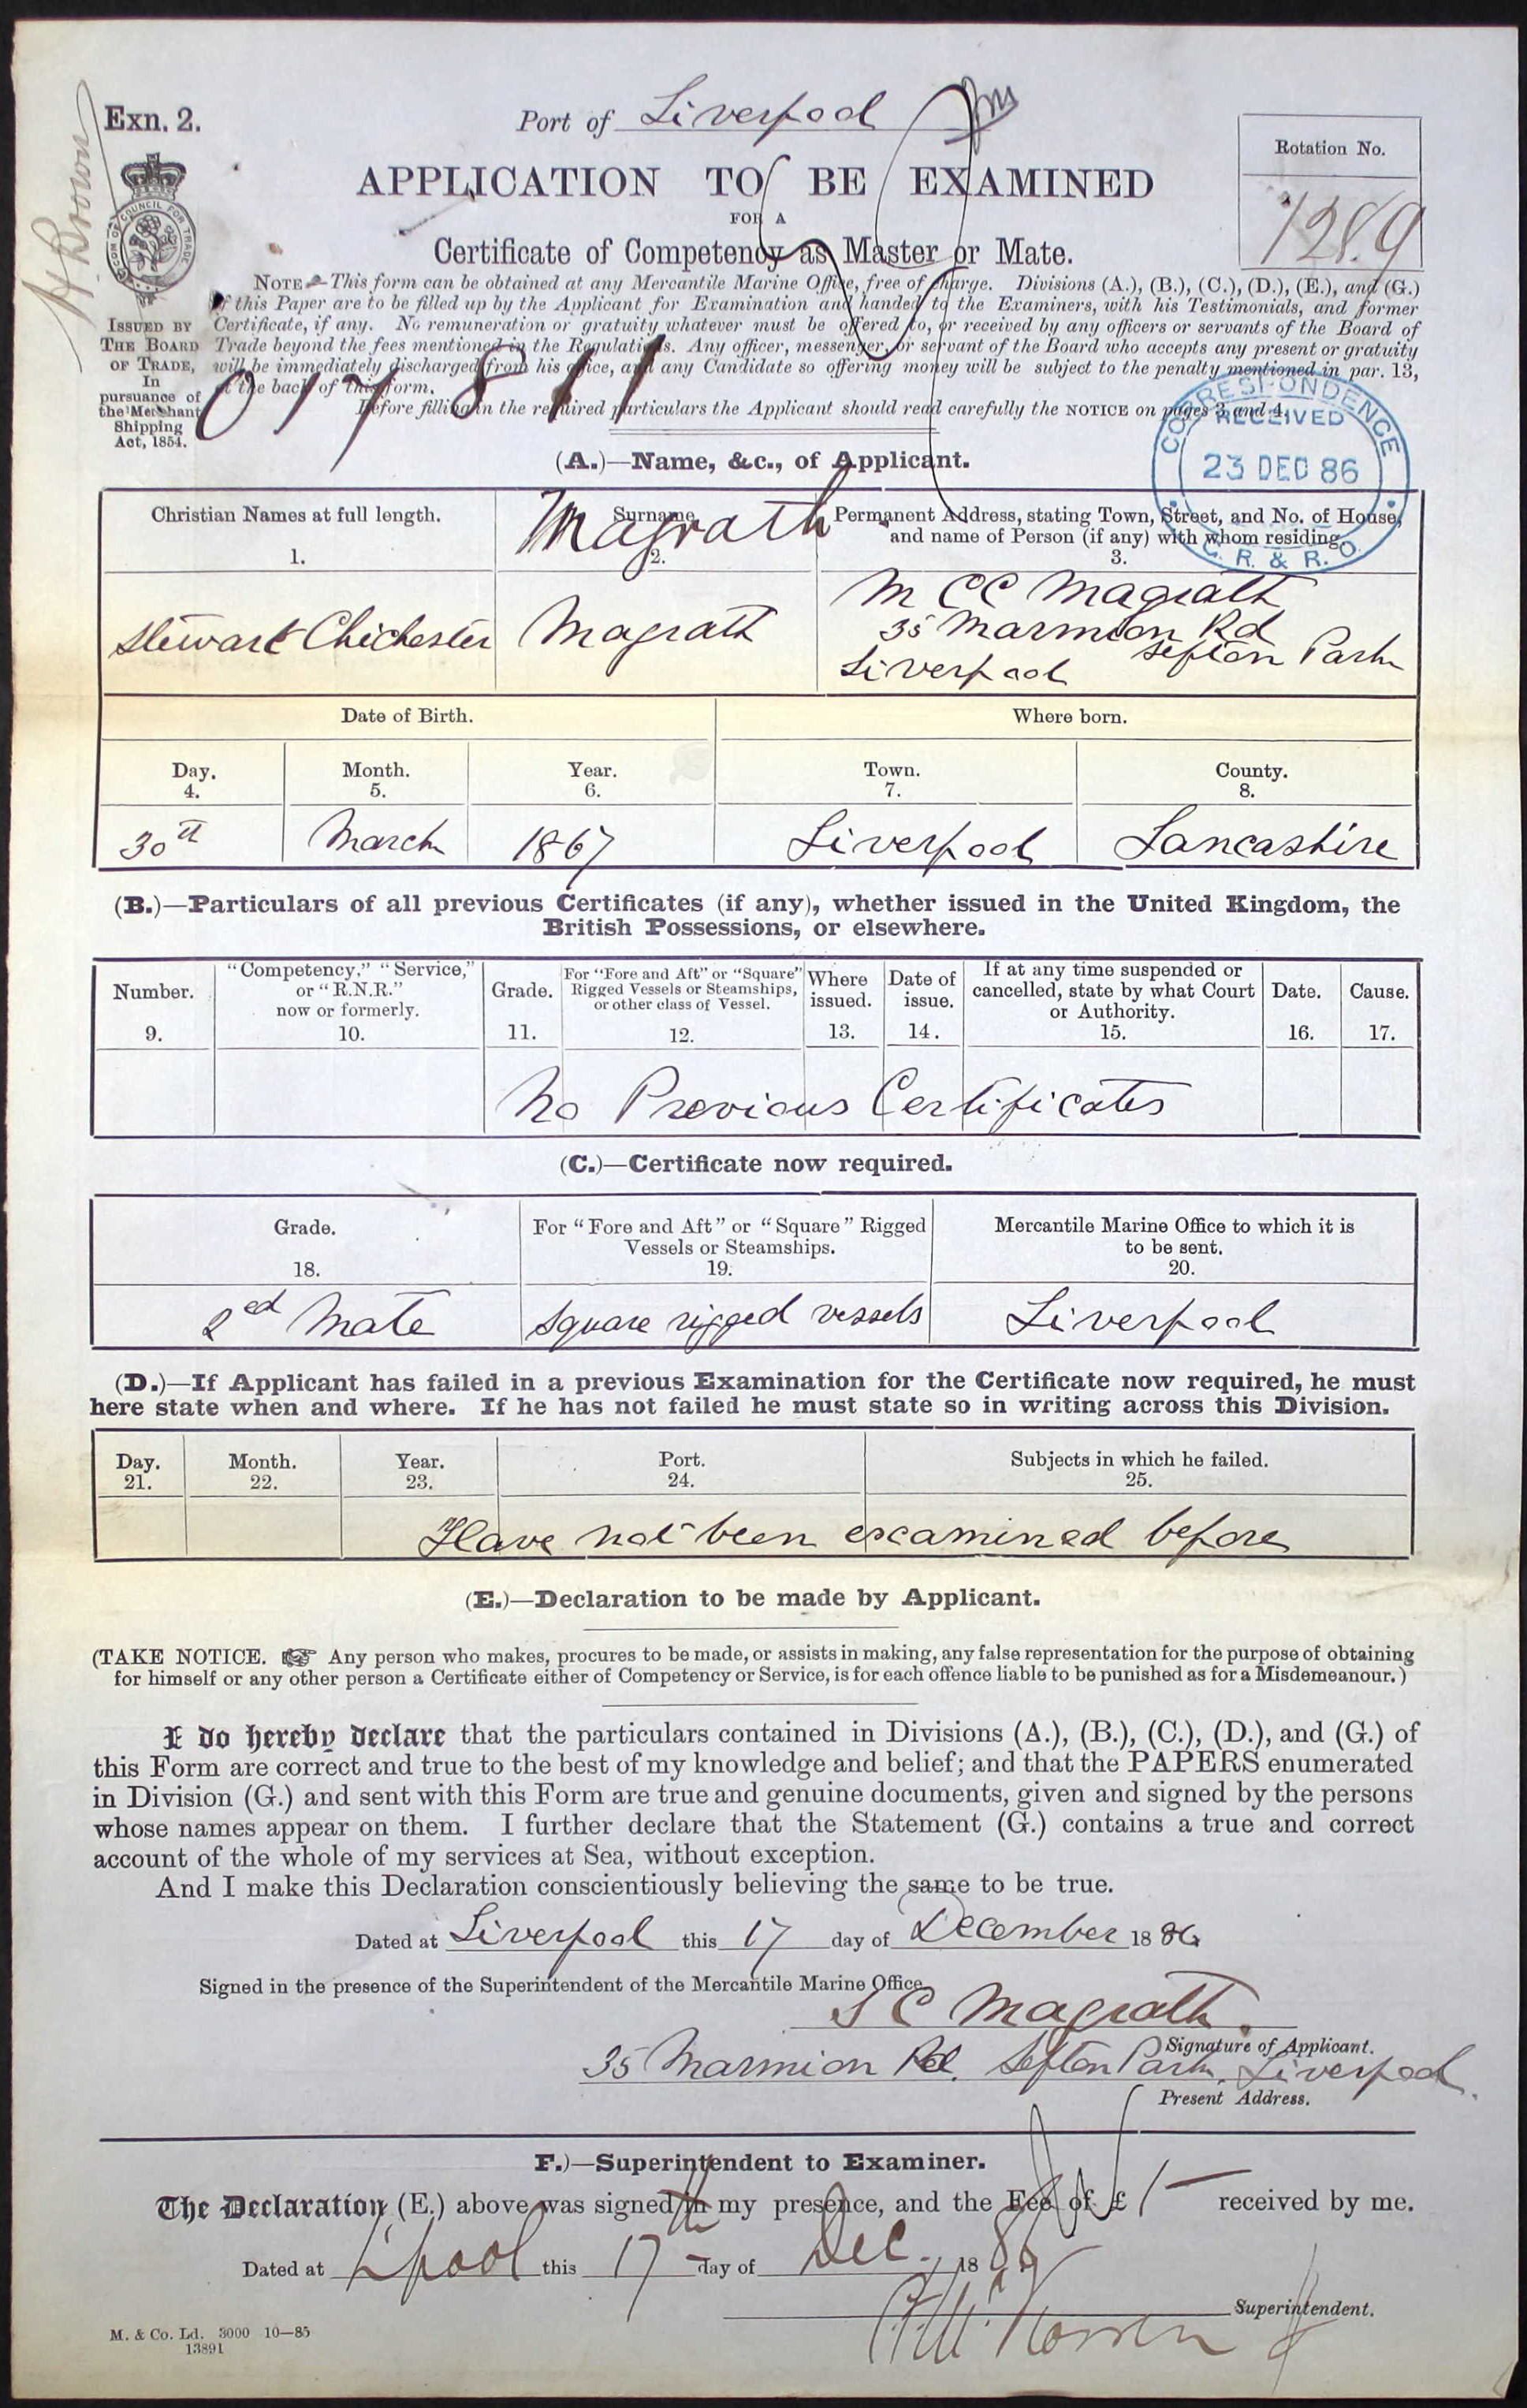 H Brown
Exn. 2.
Port of Liverpool
Rotation No.
1289
APPLICATION TO BE EXAMINED
FOR A
Certificate of Competency as Master or Mate.
COM OF COUNCIL FOR TRADE
ISSUED BY
THE BOARD
OF TRADE,
In
pursuance of
the Merchant
Shipping
Act, 1854.
NOTE.—This form can be obtained at any Mercantile Marine Office, free of charge. Divisions (A.), (B.), (C.), (D.), (E.), and (G.)
of this Paper are to be filled up by the Applicant for Examination and handed to the Examiners, with his Testimonials, and former
Certificate, if any. No remuneration or gratuity whatever must be offered to, or received by any officers or servants of the Board of
Trade beyond the fees mentioned in the Regulations. Any officer, messenger, or servant of the Board who accepts any present or gratuity
will be immediately discharged from his office, and any Candidate so offering money will be subject to the penalty mentioned in par. 13,
at the back of this form.
017811
Before filling in the required particulars the Applicant should read carefully the NOTICE on pages 3 and 4.
CORRESPONDENCE
RECEIVED
23 DEC 86
C. R. & R. O.
(A.)—Name, &c., of Applicant.
Christian Names at full length.
1.
Surname
2.
Magrath
Permanent Address, stating Town, Street, and No. of House,
and name of Person (if any) with whom residing.
3.
Stewart Chichester
Magrath
M CC Magrath
35 Marmion Rd
Sefton Park
Liverpool
Date of Birth.
Where born.
Day.
4.
Month.
5.
Year.
6.
Town.
7.
County.
8.
30th
March
1867
Liverpool
Lancashire
(B.)—Particulars of all previous Certificates (if any), whether issued in the United Kingdom, the
British Possessions, or elsewhere.
Number.
9.
"Competency," "Service,"
or "R.N.R."
now or formerly.
10.
Grade.
11.
For "Fore and Aft" or "Square"
Rigged Vessels or Steamships,
or other class of Vessel.
12.
Where
issued.
13.
Date of
issue.
14.
If at any time suspended or
cancelled, state by what Court
or Authority.
15.
Date.
16.
Cause.
17.
No Previous Certificates
(C.)—Certificate now required.
Grade.
18.
For "Fore and Aft" or "Square" Rigged
Vessels or Steamships.
19.
Mercantile Marine Office to which it is
to be sent.
20.
2ed Mate
Square rigged vessels
Liverpool
(D.)—If Applicant has failed in a previous Examination for the Certificate now required, he must
here state when and where. If he has not failed he must state so in writing across this Division.
Day.
21.
Month.
22.
Year.
23.
Port.
24.
Subjects in which he failed.
25.
Have not been examined before
(E.)—Declaration to be made by Applicant.
(TAKE NOTICE. ☞ Any person who makes, procures to be made, or assists in making, any false representation for the purpose of obtaining
for himself or any other person a Certificate either of Competency or Service, is for each offence liable to be punished as for a Misdemeanour.)
I do hereby declare that the particulars contained in Divisions (A.), (B.), (C.), (D.), and (G.) of
this Form are correct and true to the best of my knowledge and belief; and that the PAPERS enumerated
in Division (G.) and sent with this Form are true and genuine documents, given and signed by the persons
whose names appear on them. I further declare that the Statement (G.) contains a true and correct
account of the whole of my services at Sea, without exception.
And I make this Declaration conscientiously believing the same to be true.
Dated at Liverpool this 17 day of December 1886
Signed in the presence of the Superintendent of the Mercantile Marine Office
S C Magrath.
Signature of Applicant.
35 Marmion Rd. Sefton Park. Liverpool.
Present Address.
F.)—Superintendent to Examiner.
The Declaration (E.) above was signed in my presence, and the Fee of £ 1 — received by me.
Dated at L'pool this 17th day of Dec. 1886
Superintendent.
M. & Co. Ld. 3000 10—85
13891